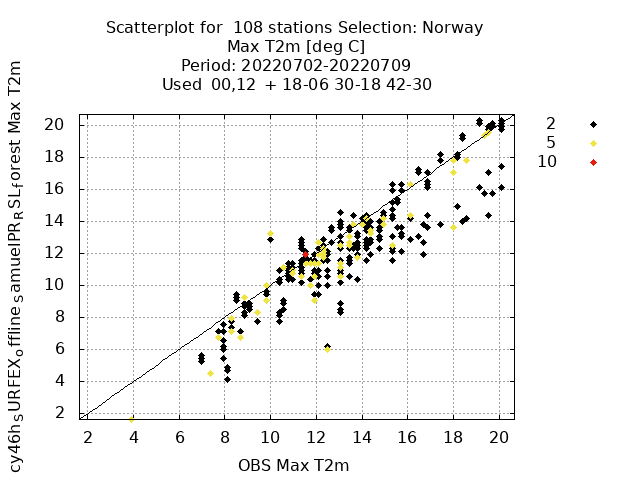 Scatterplot for 108 stations Selection: Norway
Max T2m [deg C]
Period: 20220702-20220709
Used 00,12 + 18-06 30-18 42-30
cy46h_SURFEX_offline_samuelPR_RSL_forest Max T2m
20
18
16
14
12
10
8
6
4
2
2 4 6 8 10 12 14 16 18 20
OBS Max T2m
2
5
10